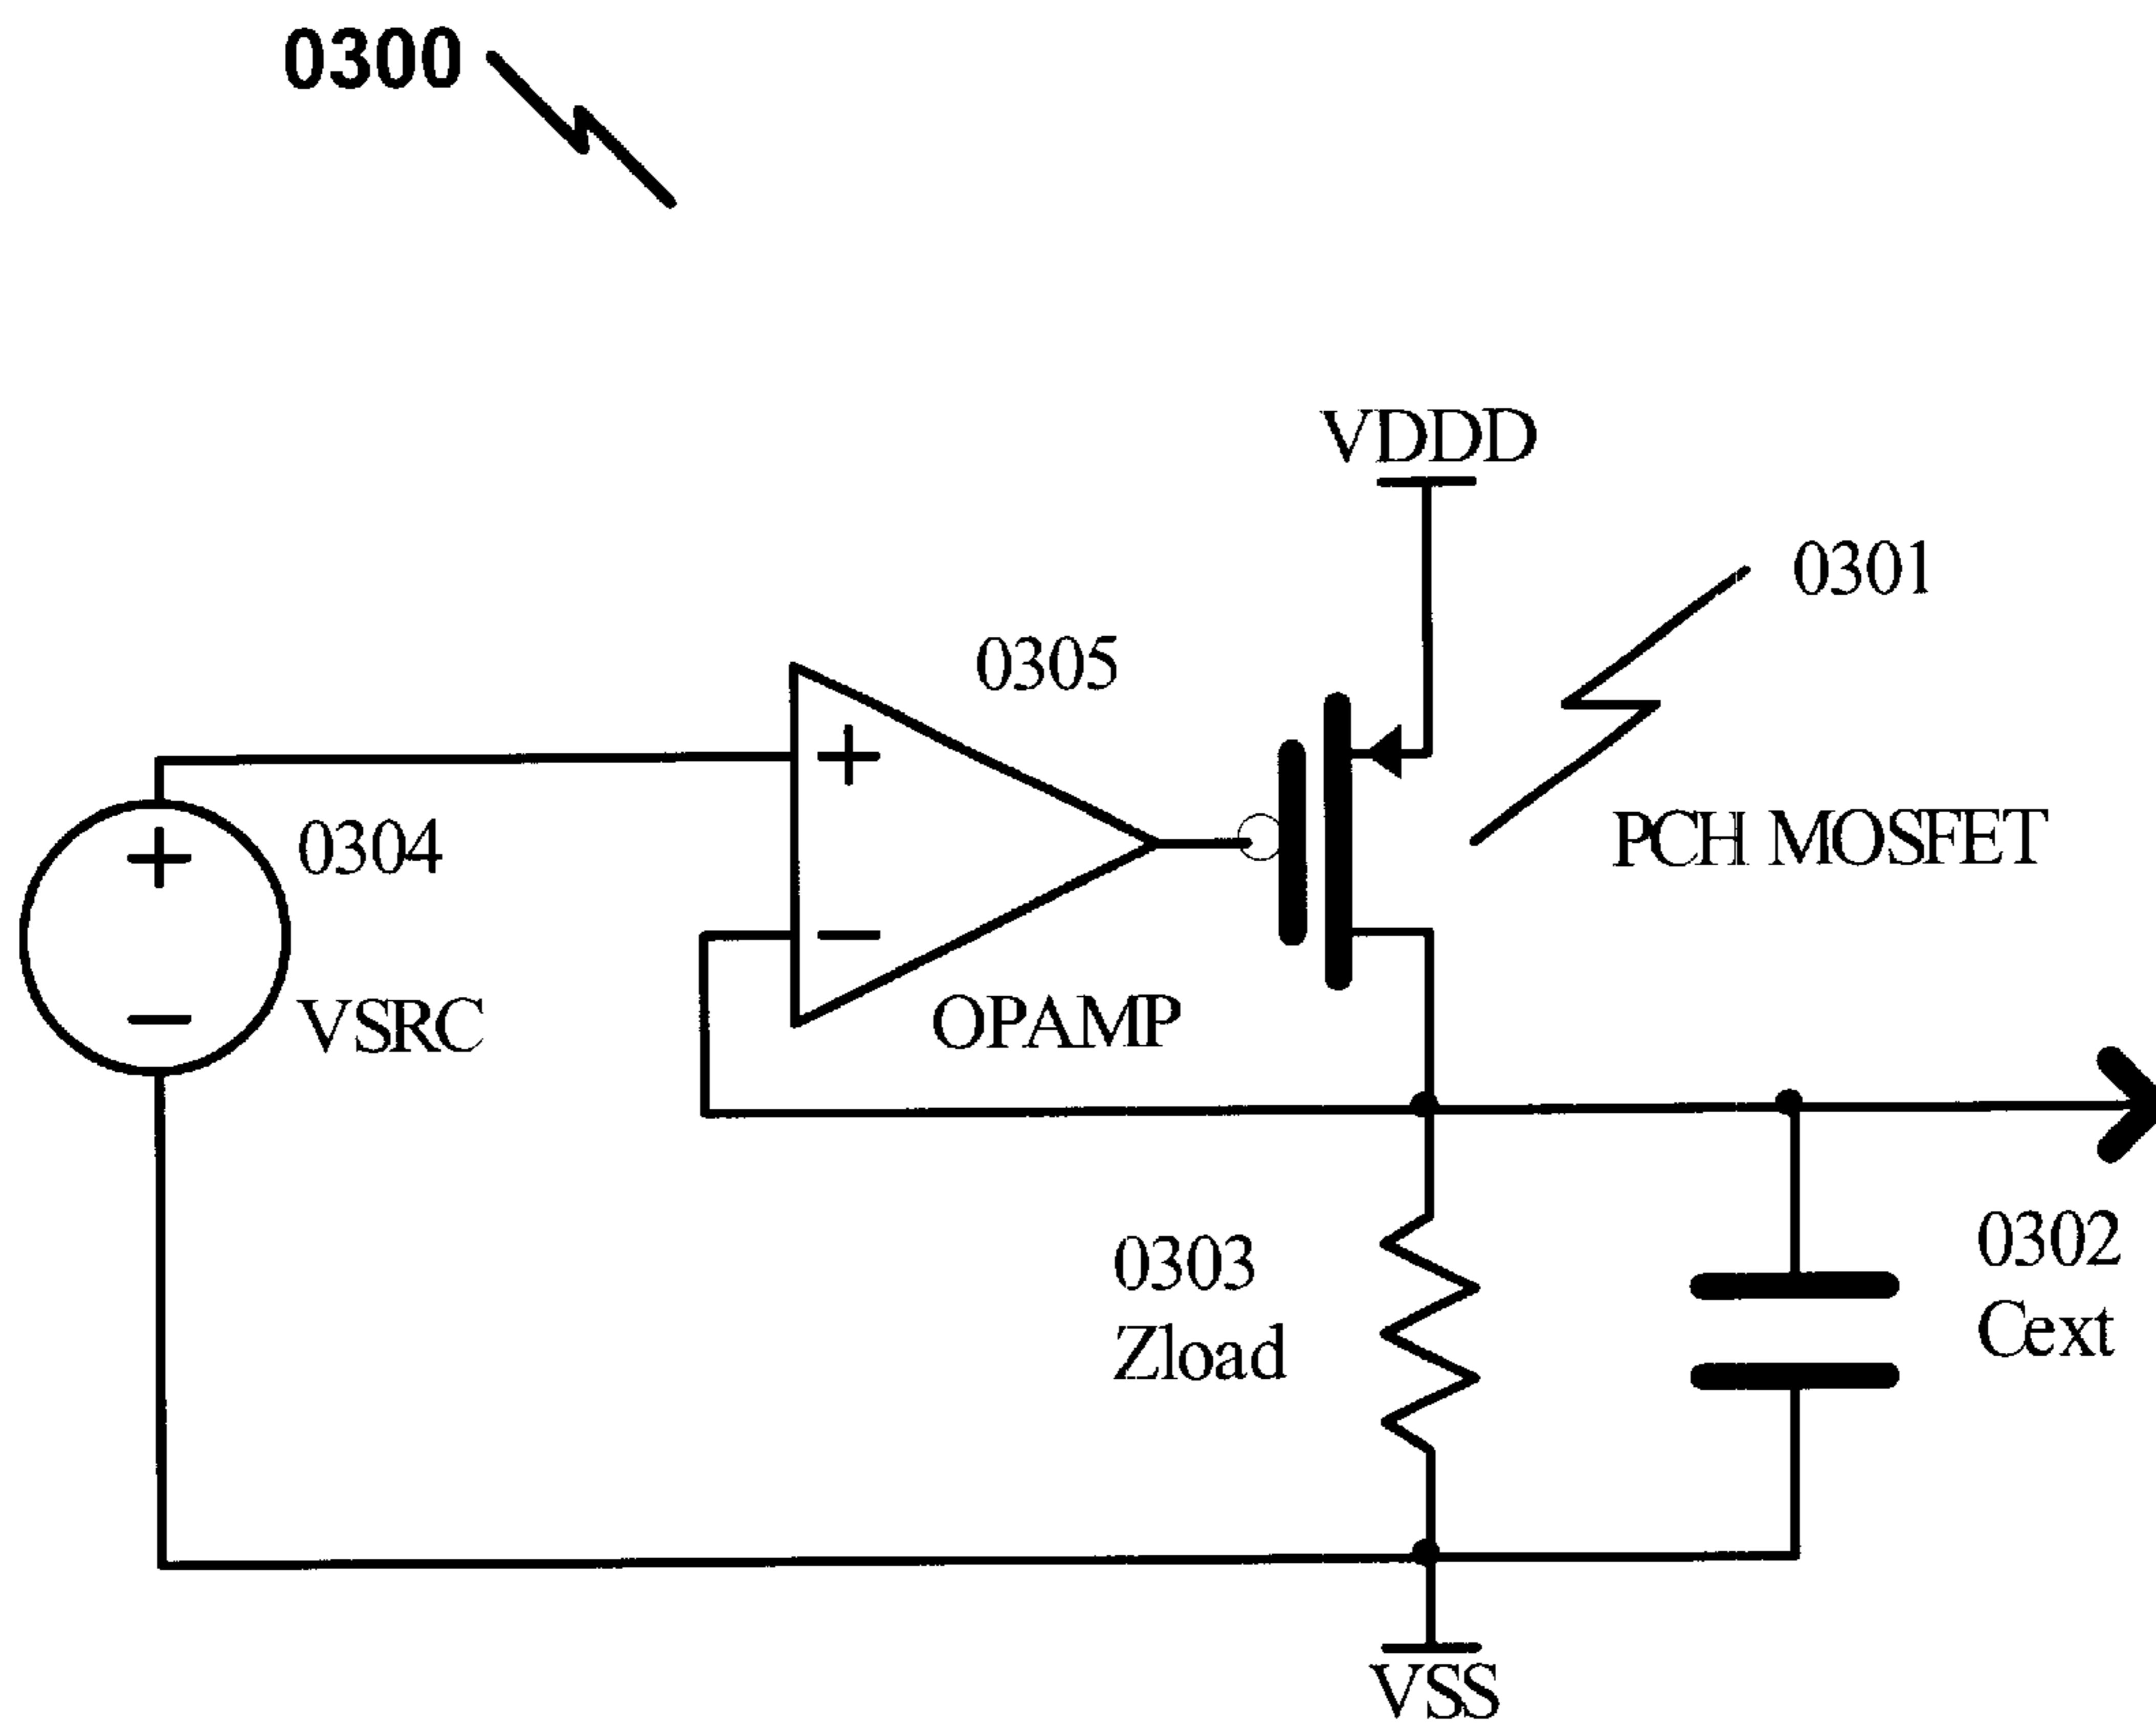 0300
VDDD
0301
0305
+
PCH MOSFET
+
0304
−
OPAMP
−
VSRC
0303
Zload
0302
Cext
VSS